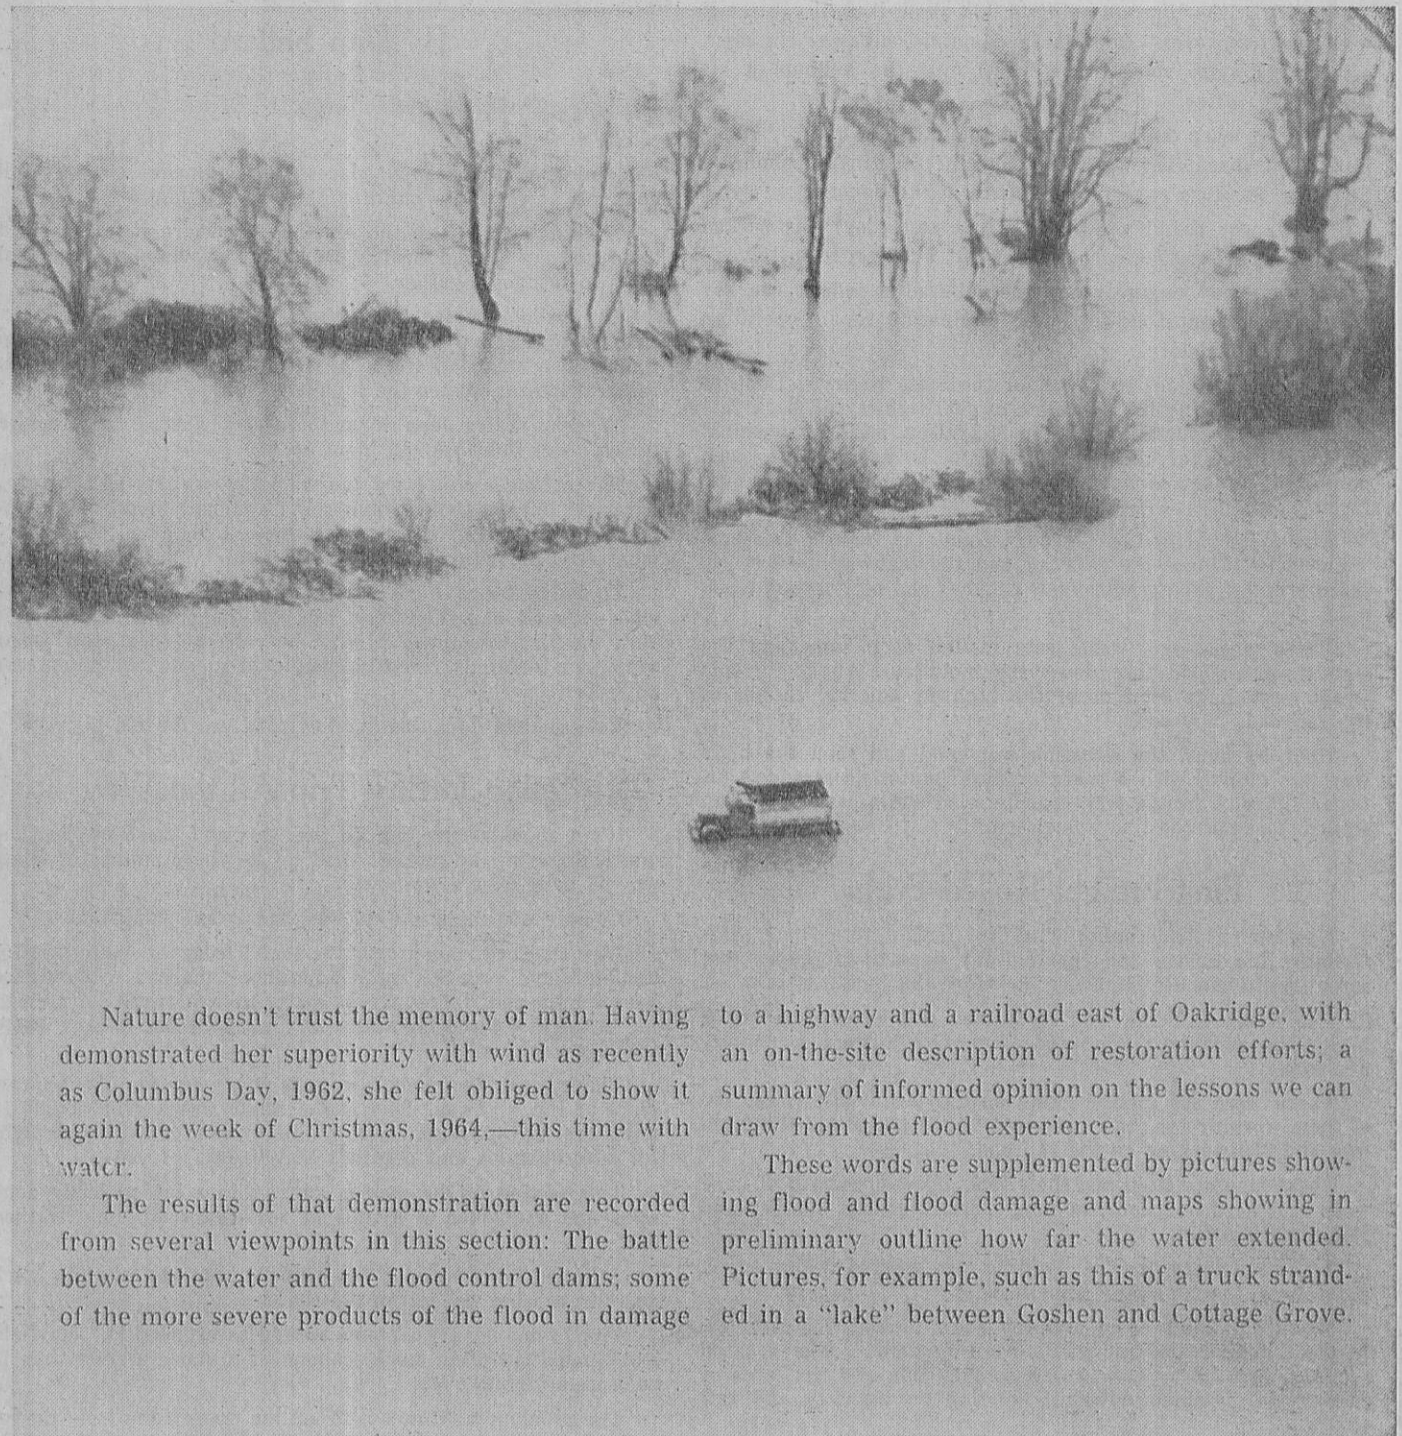 Nature doesn't trust the memory of man. Having
demonstrated her superiority with wind as recently
as Columbus Day, 1962, she felt obliged to show it
again the week of Christmas, 1964,—this time with
water.
The results of that demonstration are recorded
from several viewpoints in this section: The battle
between the water and the flood control dams; some
of the more severe products of the flood in damage
to a highway and a railroad east of Oakridge, with
an on-the-site description of restoration efforts; a
summary of informed opinion on the lessons we can
draw from the flood experience.
These words are supplemented by pictures show-
ing flood and flood damage and maps showing in
preliminary outline how far the water extended.
Pictures, for example, such as this of a truck strand-
ed in a "lake" between Goshen and Cottage Grove.